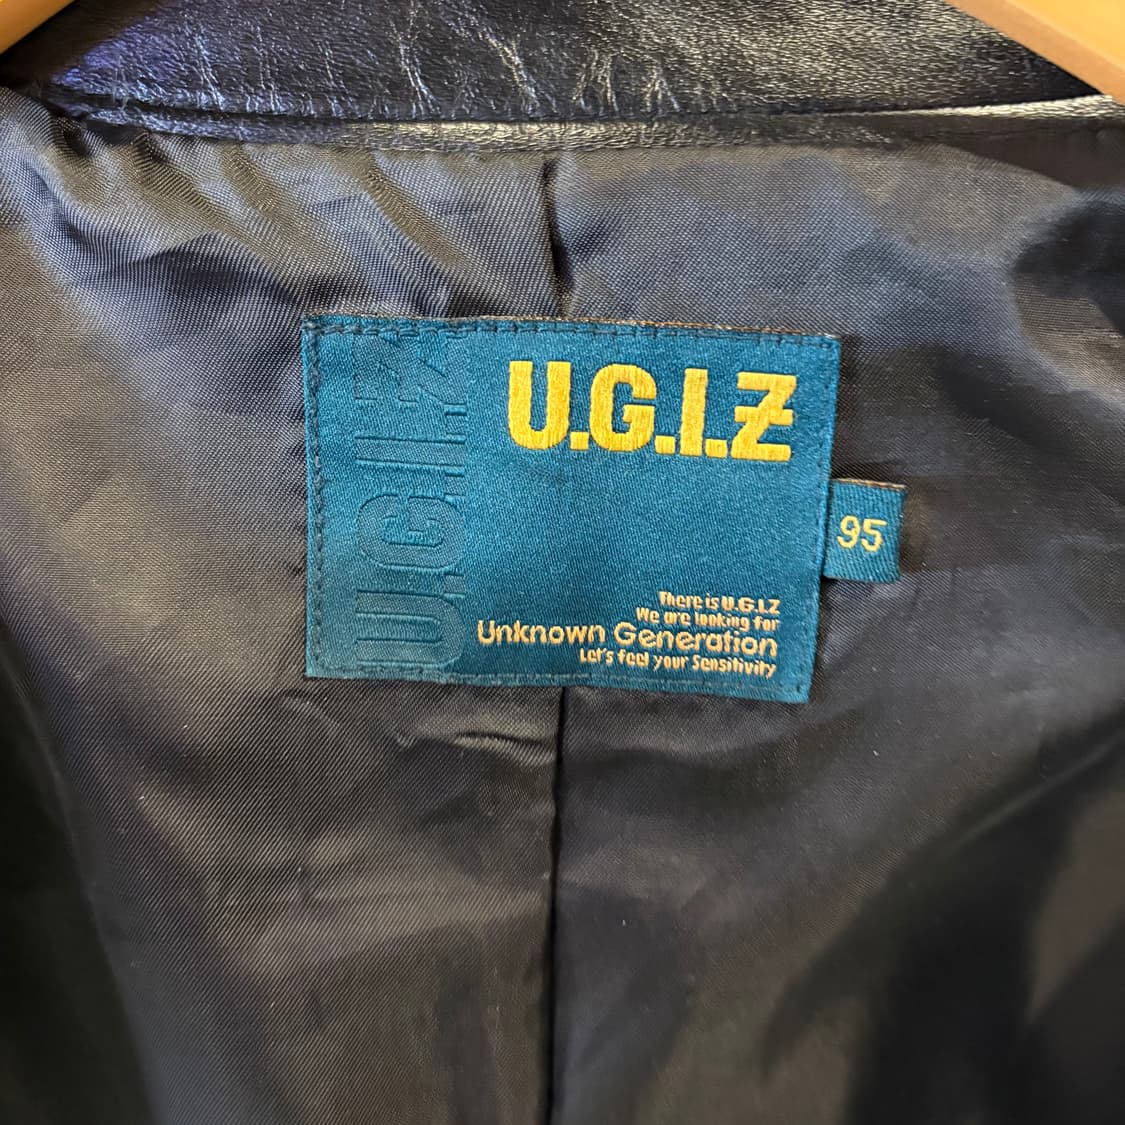 U.G.I.Z
U.G.I.Z
95
There is U.G.I.Z
We are looking for
Unknown Generation
Let's feel your Sensitivity